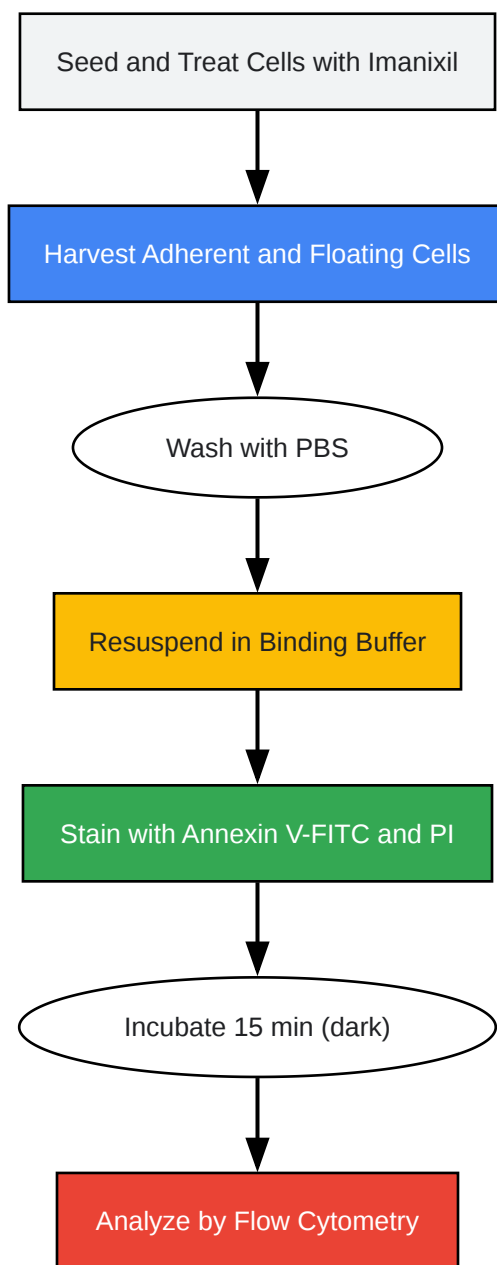 Seed and Treat Cells with Imanixil
Harvest Adherent and Floating Cells
Wash with PBS
Resuspend in Binding Buffer
Stain with Annexin V-FITC and PI
Incubate 15 min (dark)
Analyze by Flow Cytometry